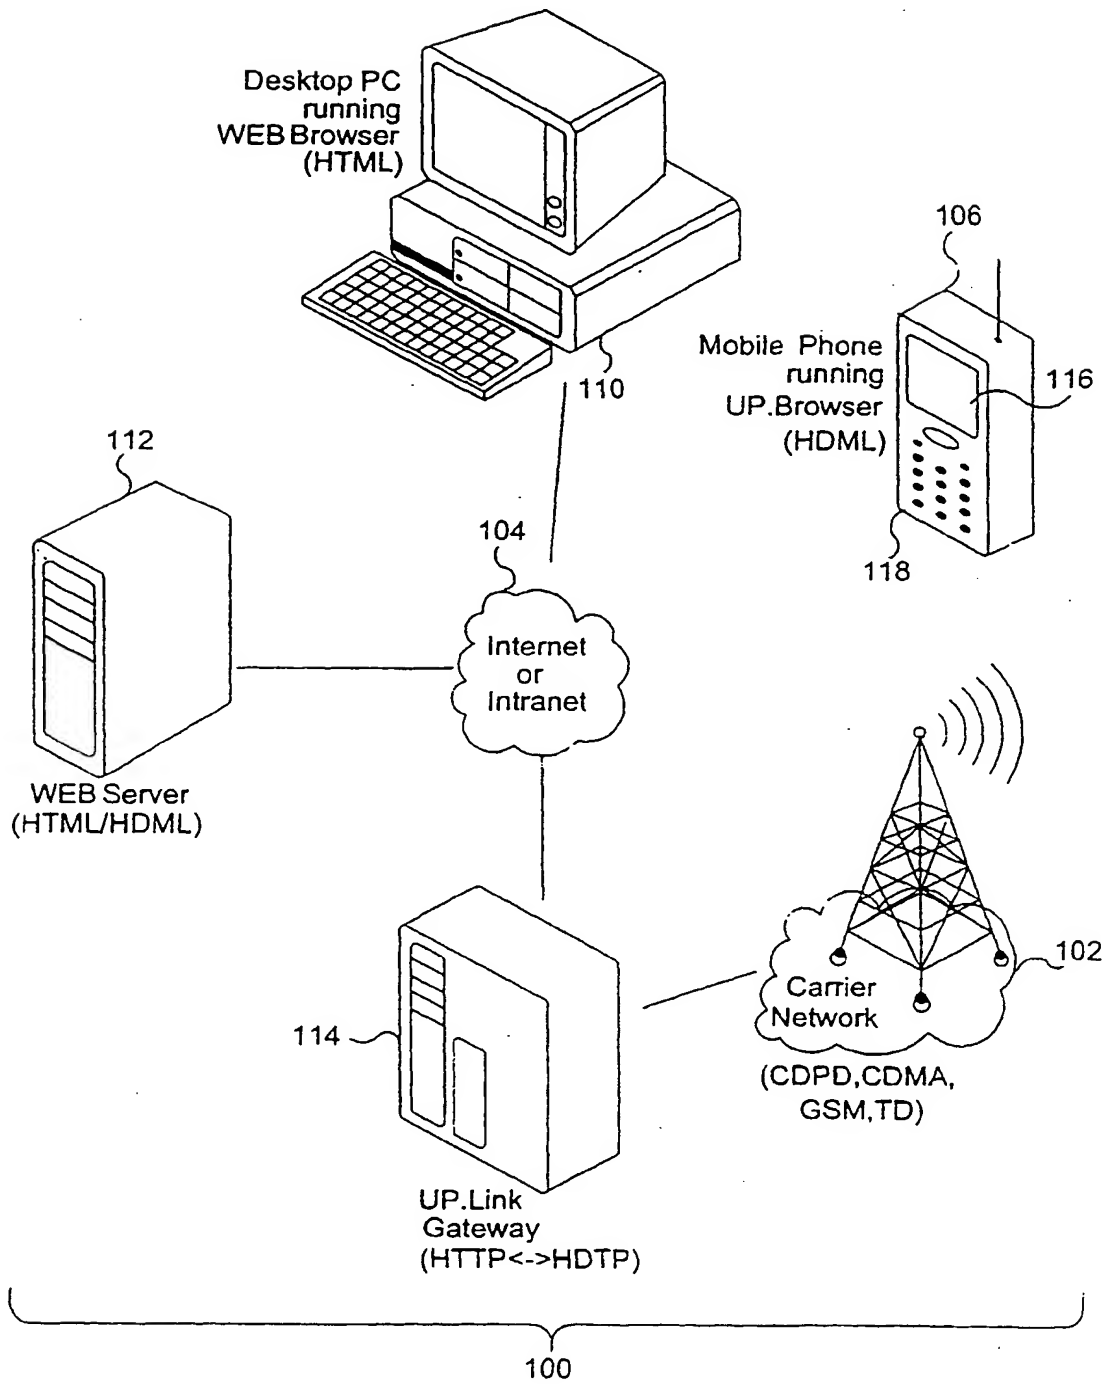 Desktop PC
running
WEB Browser
(HTML)
110
106
Mobile Phone
running
UP.Browser
(HDML)
116
118
112
WEB Server
(HTML/HDML)
104
Internet
or
Intranet
114
UP.Link
Gateway
(HTTP<->HDTP)
102
Carrier
Network
(CDPD,CDMA,
GSM,TD)
100